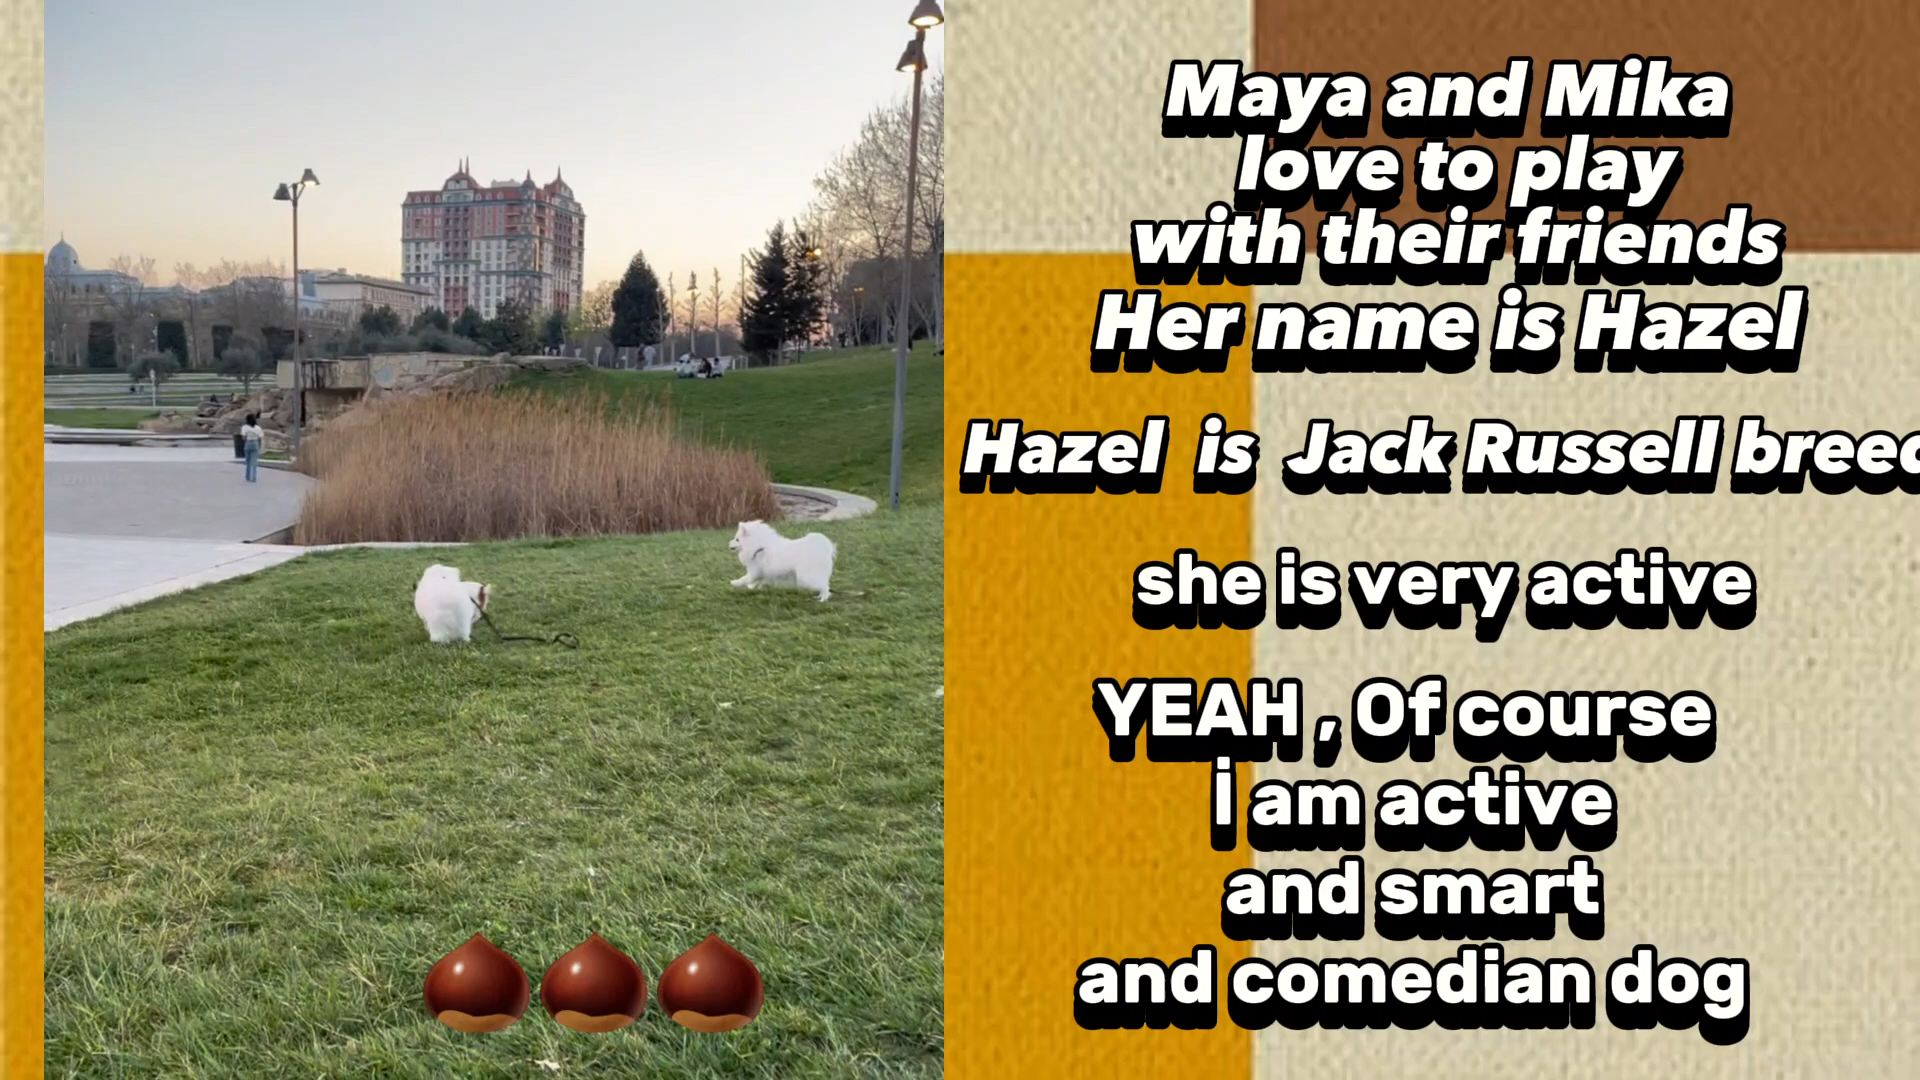 Maya and Mika
love to play
with their friends
Her name is Hazel
Hazel is Jack Russell breed
she is very active
YEAH , Of course
i am active
and smart
and comedian dog